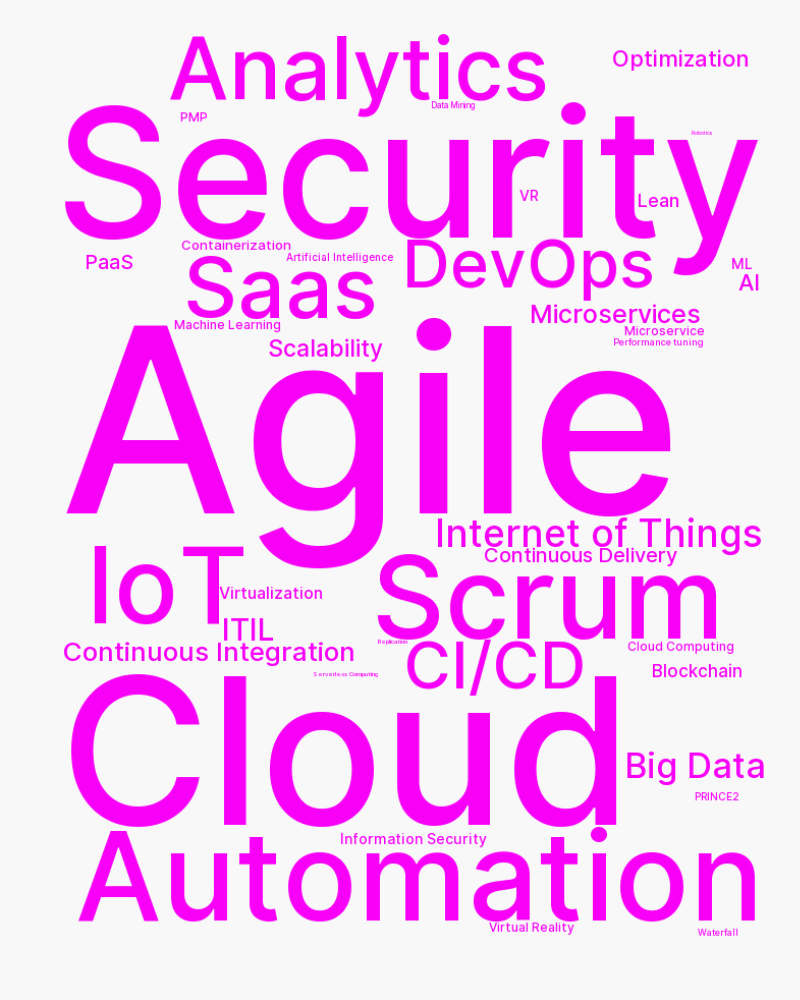 Analytics
Optimization
Data Mining
PMP
Security
Robotics
VR
Lean
Containerization
PaaS
Artificial Intelligence
DevOps
ML
AI
Saas
Microservices
Machine Learning
Microservice
Performance tuning
Scalability
Agile
Internet of Things
Continuous Delivery
IoT
Virtualization
Scrum
ITIL
Replication
Continuous Integration
CI/CD
Cloud Computing
Blockchain
Serverless Computing
Cloud
Big Data
PRINCE2
Information Security
Automation
Virtual Reality
Waterfall